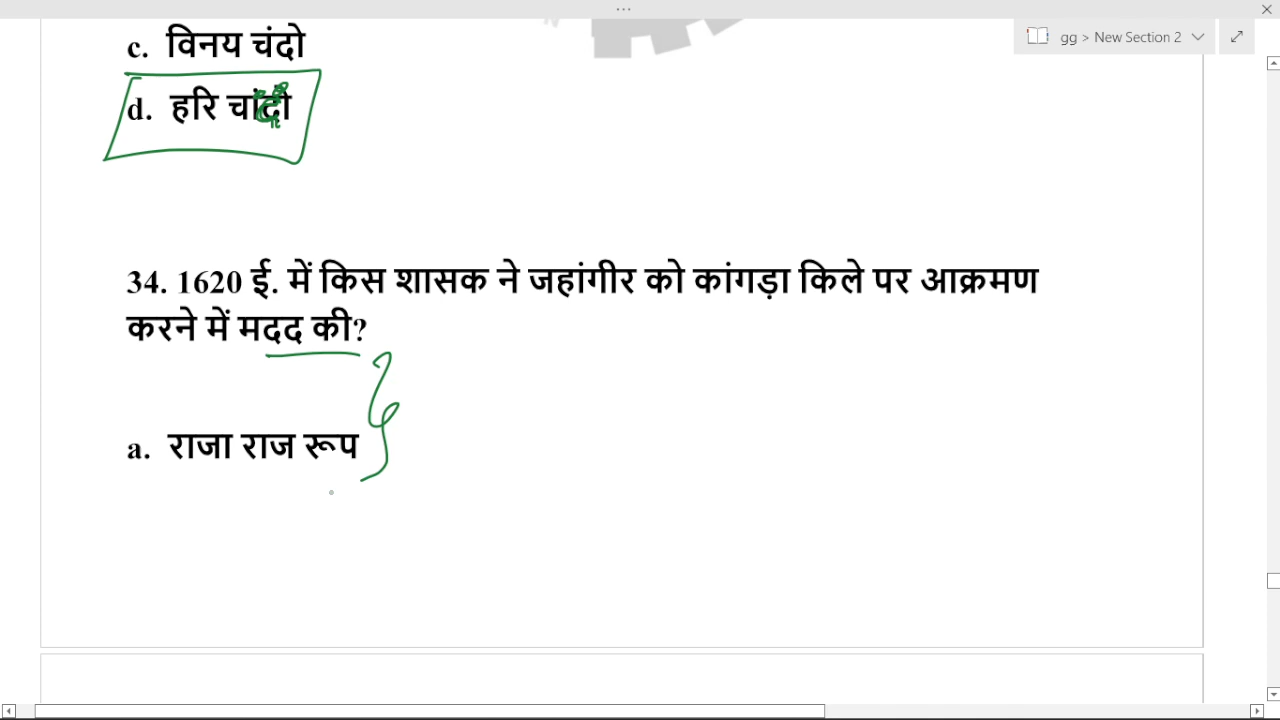 gg > New Section 2
c. विनय चंदो
d. हरि चांदो
34. 1620 ई. में किस शासक ने जहांगीर को कांगड़ा किले पर आक्रमण
करने में मदद की?
a. राजा राज रूप